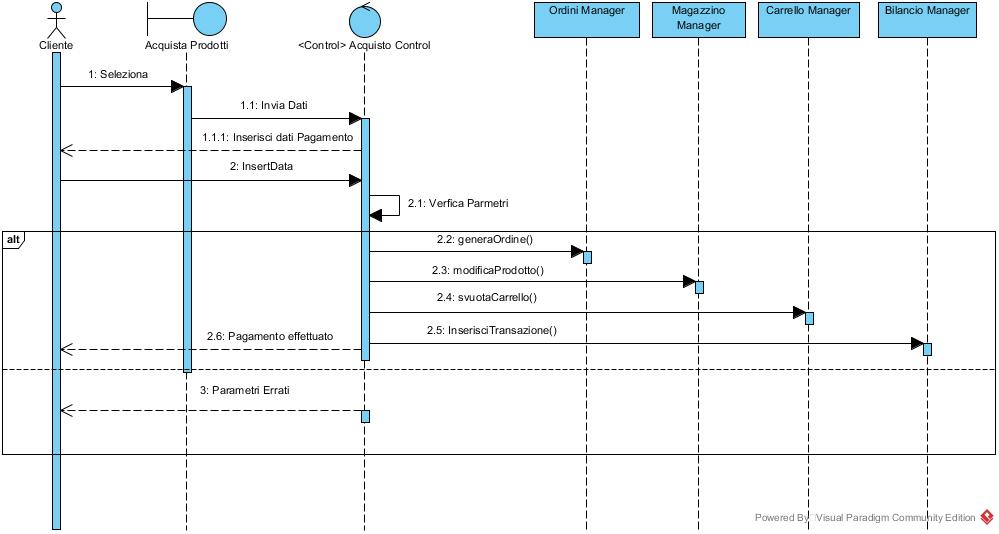 Cliente
Acquista Prodotti
<Control> Acquisto Control
Ordini Manager
Magazzino
Manager
Carrello Manager
Bilancio Manager
1: Seleziona
1.1: Invia Dati
1.1.1: Inserisci dati Pagamento
2: InsertData
2.1: Verfica Parmetri
alt
2.2: generaOrdine()
2.3: modificaProdotto()
2.4: svuotaCarrello()
2.5: InserisciTransazione()
2.6: Pagamento effettuato
3: Parametri Errati
Powered By Visual Paradigm Community Edition